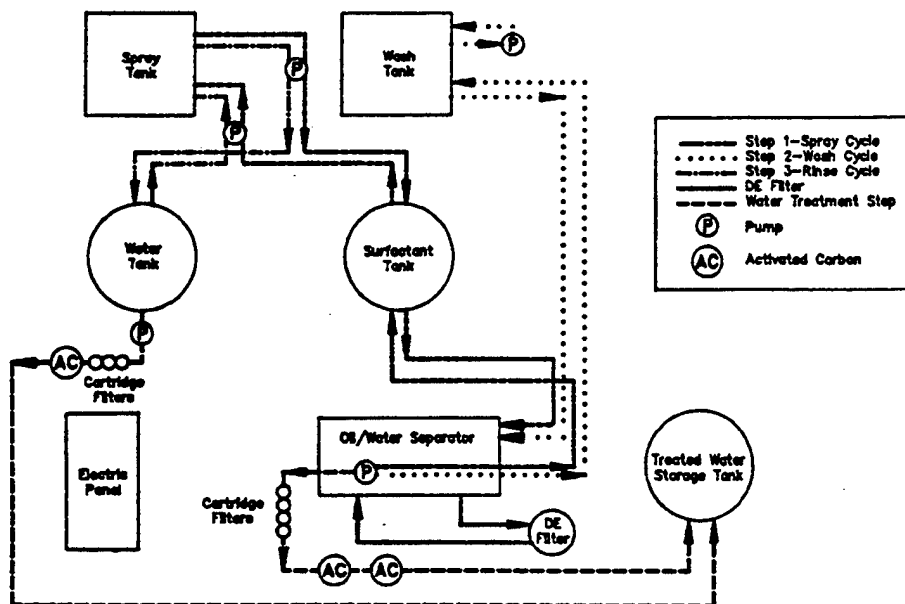 Spray
Tank
P
Wash
Tank
P
P
Step 1-Spray Cycle
Step 2-Wash Cycle
Step 3-Rinse Cycle
DE Filter
Water Treatment Step
P
Pump
AC
Activated Carbon
Water
Tank
Surfactant
Tank
P
AC
Cartridge
Filters
Electric
Panel
Oil/Water Separator
P
Cartridge
Filters
DE
Filter
AC
AC
Treated Water
Storage Tank